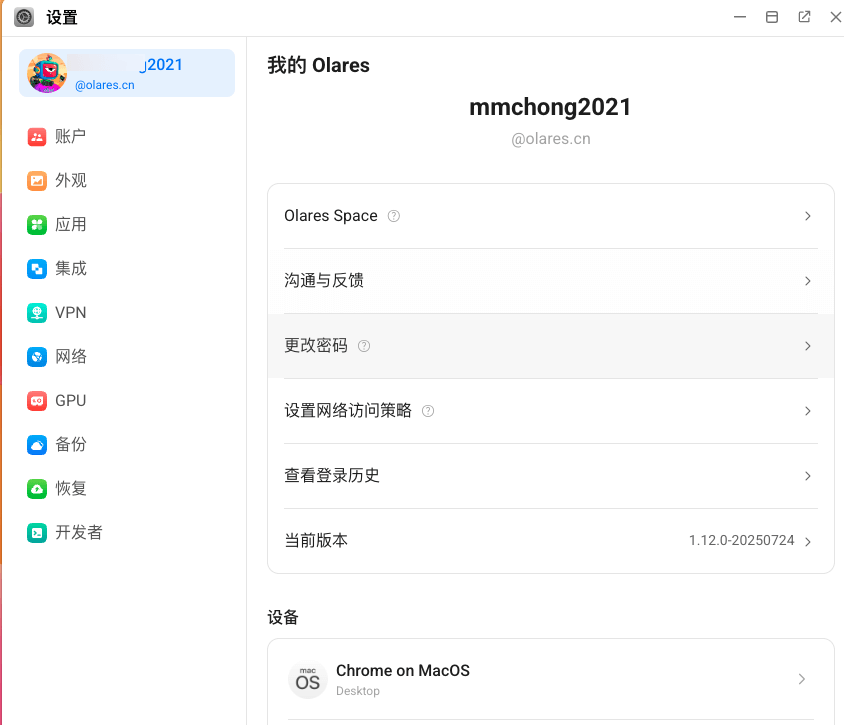 设置
2021
@olares.cn
账户
外观
应用
集成
VPN
网络
GPU
备份
恢复
开发者
我的 Olares
mmchong2021
@olares.cn
Olares Space
沟通与反馈
更改密码
设置网络访问策略
查看登录历史
当前版本 1.12.0-20250724
设备
mac
OS
Chrome on MacOS
Desktop